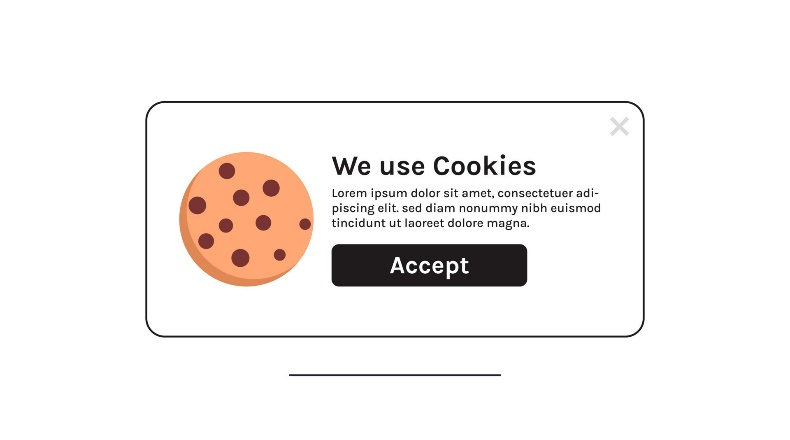 We use Cookies
Lorem ipsum dolor sit amet, consectetuer adi-
piscing elit. sed diam nonummy nibh euismod
tincidunt ut laoreet dolore magna.
Accept